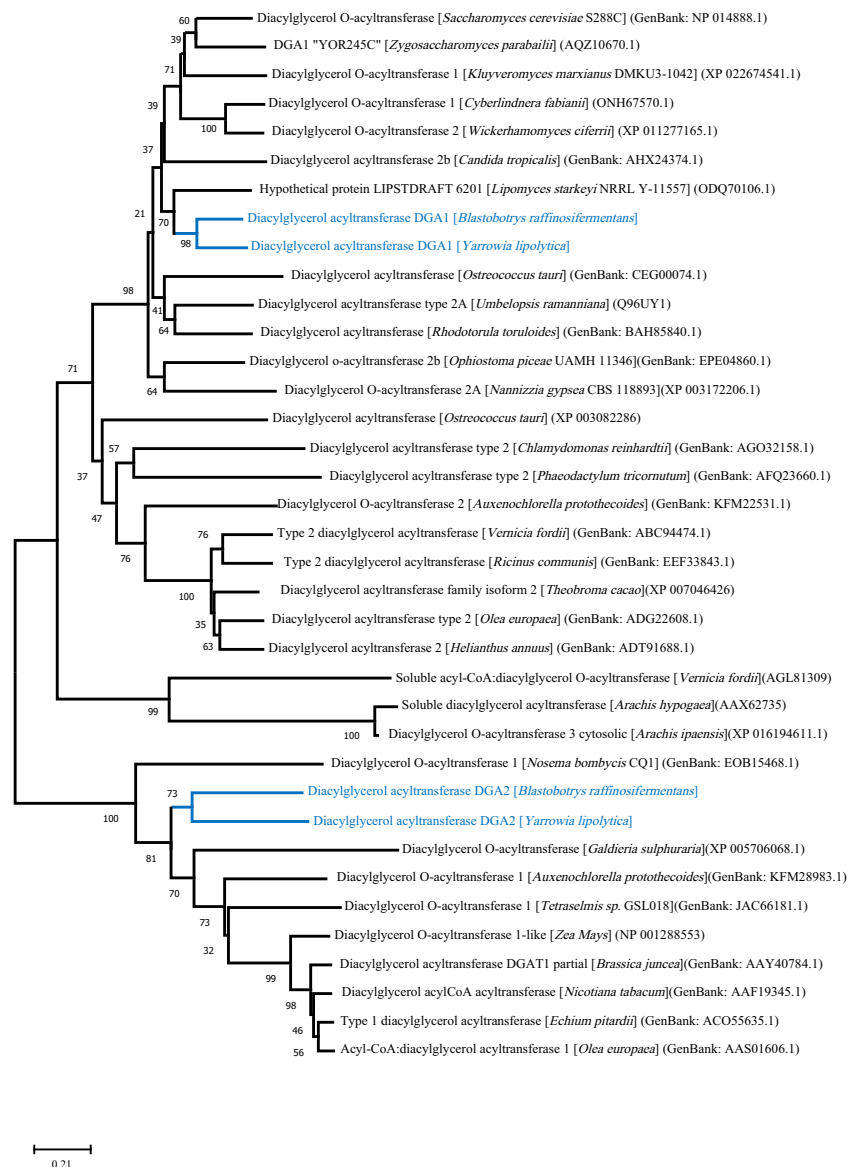 60
Diacylglycerol O-acyltransferase [Saccharomyces cerevisiae S288C] (GenBank: NP 014888.1)
39
DGA1 "YOR245C" [Zygosaccharomyces parabailii] (AQZ10670.1)
71
Diacylglycerol O-acyltransferase 1 [Kluyveromyces marxianus DMKU3-1042] (XP 022674541.1)
39
Diacylglycerol O-acyltransferase 1 [Cyberlindnera fabianii] (ONH67570.1)
100
Diacylglycerol O-acyltransferase 2 [Wickerhamomyces ciferrii] (XP 011277165.1)
37
Diacylglycerol acyltransferase 2b [Candida tropicalis] (GenBank: AHX24374.1)
Hypothetical protein LIPSTDRAFT 6201 [Lipomyces starkeyi NRRL Y-11557] (ODQ70106.1)
21
70
Diacylglycerol acyltransferase DGA1 [Blastobotrys raffinosifermentans]
98
Diacylglycerol acyltransferase DGA1 [Yarrowia lipolytica]
Diacylglycerol acyltransferase [Ostreococcus tauri] (GenBank: CEG00074.1)
98
41
Diacylglycerol acyltransferase type 2A [Umbelopsis ramanniana] (Q96UY1)
64
Diacylglycerol acyltransferase [Rhodotorula toruloides] (GenBank: BAH85840.1)
Diacylglycerol o-acyltransferase 2b [Ophiostoma piceae UAMH 11346](GenBank: EPE04860.1)
71
64
Diacylglycerol O-acyltransferase 2A [Nannizzia gypsea CBS 118893](XP 003172206.1)
Diacylglycerol acyltransferase [Ostreococcus tauri] (XP 003082286)
57
Diacylglycerol acyltransferase type 2 [Chlamydomonas reinhardtii] (GenBank: AGO32158.1)
37
Diacylglycerol acyltransferase type 2 [Phaeodactylum tricornutum] (GenBank: AFQ23660.1)
Diacylglycerol O-acyltransferase 2 [Auxenochlorella protothecoides] (GenBank: KFM22531.1)
47
76
Type 2 diacylglycerol acyltransferase [Vernicia fordii] (GenBank: ABC94474.1)
76
Type 2 diacylglycerol acyltransferase [Ricinus communis] (GenBank: EEF33843.1)
Diacylglycerol acyltransferase family isoform 2 [Theobroma cacao](XP 007046426)
100
Diacylglycerol acyltransferase type 2 [Olea europaea] (GenBank: ADG22608.1)
35
63
Diacylglycerol acyltransferase 2 [Helianthus annuus] (GenBank: ADT91688.1)
Soluble acyl-CoA:diacylglycerol O-acyltransferase [Vernicia fordii](AGL81309)
99
Soluble diacylglycerol acyltransferase [Arachis hypogaea](AAX62735)
100
Diacylglycerol O-acyltransferase 3 cytosolic [Arachis ipaensis](XP 016194611.1)
Diacylglycerol O-acyltransferase 1 [Nosema bombycis CQ1] (GenBank: EOB15468.1)
73
Diacylglycerol acyltransferase DGA2 [Blastobotrys raffinosifermentans]
100
Diacylglycerol acyltransferase DGA2 [Yarrowia lipolytica]
81
Diacylglycerol O-acyltransferase [Galdieria sulphuraria](XP 005706068.1)
70
Diacylglycerol O-acyltransferase 1 [Auxenochlorella protothecoides](GenBank: KFM28983.1)
73
Diacylglycerol O-acyltransferase 1 [Tetraselmis sp. GSL018](GenBank: JAC66181.1)
32
Diacylglycerol O-acyltransferase 1-like [Zea Mays] (NP 001288553)
99
Diacylglycerol acyltransferase DGAT1 partial [Brassica juncea](GenBank: AAY40784.1)
98
Diacylglycerol acylCoA acyltransferase [Nicotiana tabacum](GenBank: AAF19345.1)
Type 1 diacylglycerol acyltransferase [Echium pitardii] (GenBank: ACO55635.1)
46
56
Acyl-CoA:diacylglycerol acyltransferase 1 [Olea europaea] (GenBank: AAS01606.1)
0.21